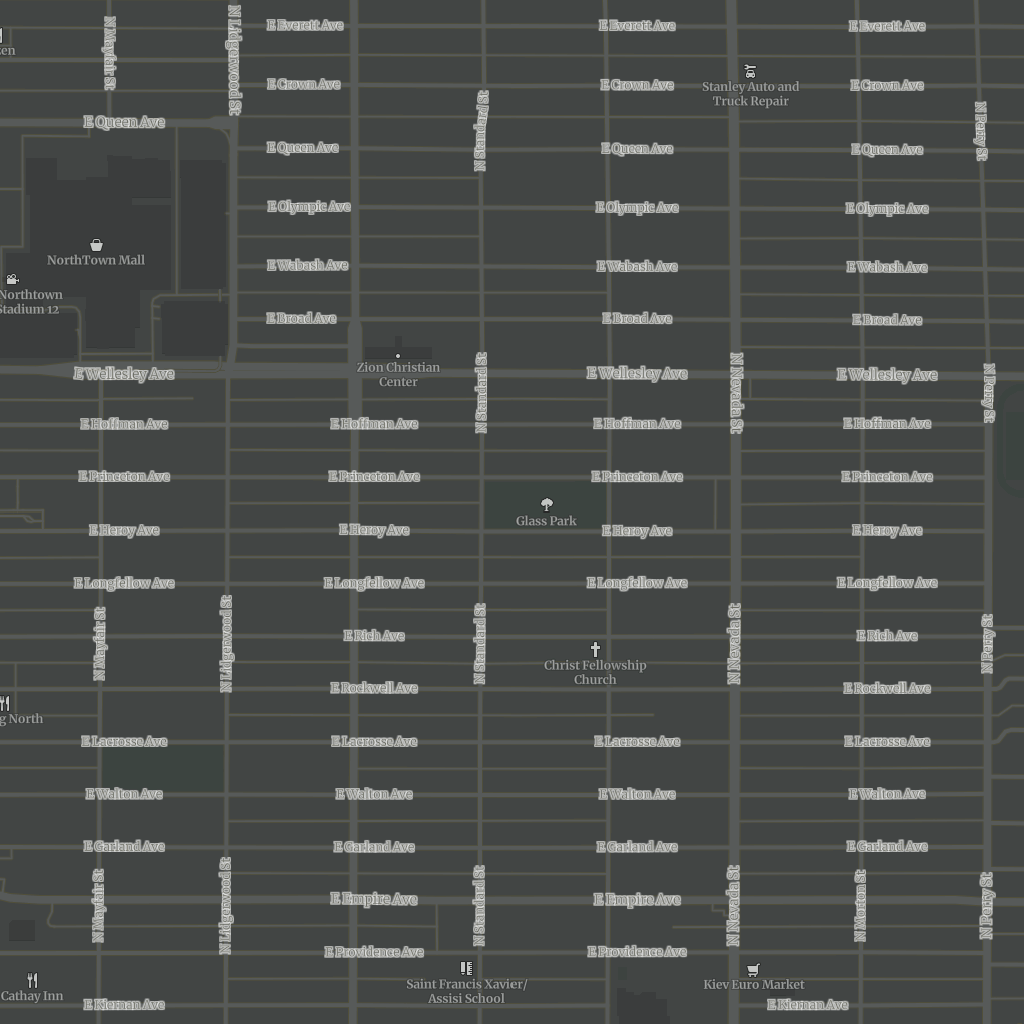 N Mayfair St
N Lidgerwood St
E Everett Ave
E Everett Ave
E Everett Ave
zen
E Crown Ave
E Crown Ave
Stanley Auto and
Truck Repair
E Crown Ave
N Standard St
N Perry St
E Queen Ave
E Queen Ave
E Queen Ave
E Queen Ave
E Olympic Ave
E Olympic Ave
E Olympic Ave
NorthTown Mall
E Wabash Ave
E Wabash Ave
E Wabash Ave
Northtown
Stadium 12
E Broad Ave
E Broad Ave
E Broad Ave
E Wellesley Ave
Zion Christian
Center
N Standard St
E Wellesley Ave
N Nevada St
E Wellesley Ave
N Perry St
E Hoffman Ave
E Hoffman Ave
E Hoffman Ave
E Hoffman Ave
E Princeton Ave
E Princeton Ave
E Princeton Ave
E Princeton Ave
Glass Park
E Heroy Ave
E Heroy Ave
E Heroy Ave
E Heroy Ave
E Longfellow Ave
E Longfellow Ave
E Longfellow Ave
E Longfellow Ave
N Mayfair St
N Lidgerwood St
E Rich Ave
N Standard St
N Nevada St
E Rich Ave
N Perry St
Christ Fellowship
Church
E Rockwell Ave
E Rockwell Ave
g North
E Lacrosse Ave
E Lacrosse Ave
E Lacrosse Ave
E Lacrosse Ave
E Walton Ave
E Walton Ave
E Walton Ave
E Walton Ave
E Garland Ave
E Garland Ave
E Garland Ave
E Garland Ave
N Mayfair St
N Lidgerwood St
E Empire Ave
N Standard St
E Empire Ave
N Nevada St
N Morton St
N Perry St
E Providence Ave
E Providence Ave
Cathay Inn
Saint Francis Xavier/
Assisi School
Kiev Euro Market
E Kiernan Ave
E Kiernan Ave